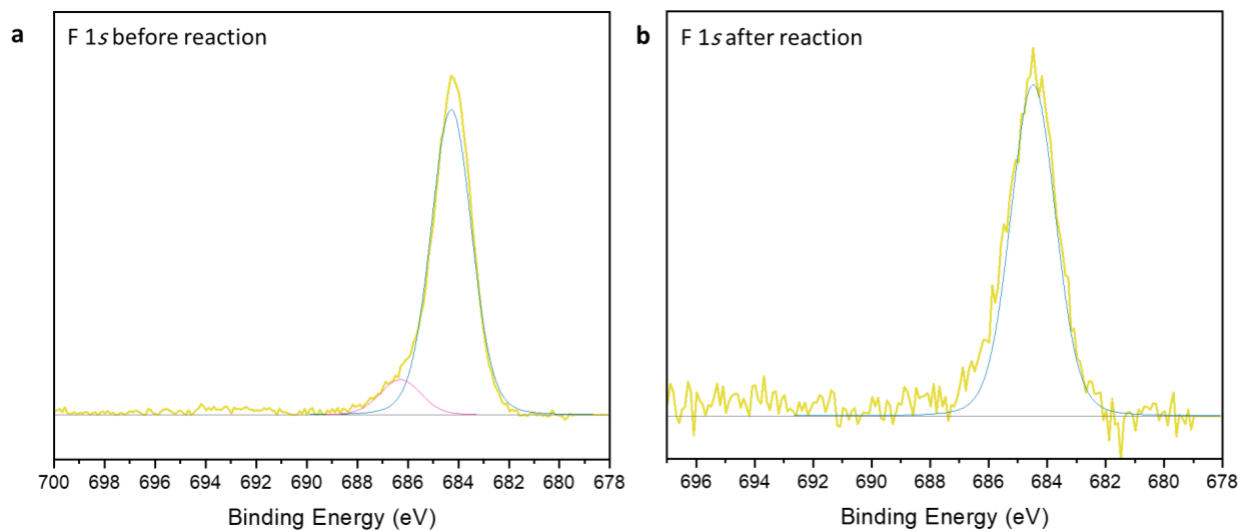 a
F 1s before reaction
700 698 696 694 692 690 688 686 684 682 680 678
Binding Energy (eV)
b
F 1s after reaction
696 694 692 690 688 686 684 682 680 678
Binding Energy (eV)